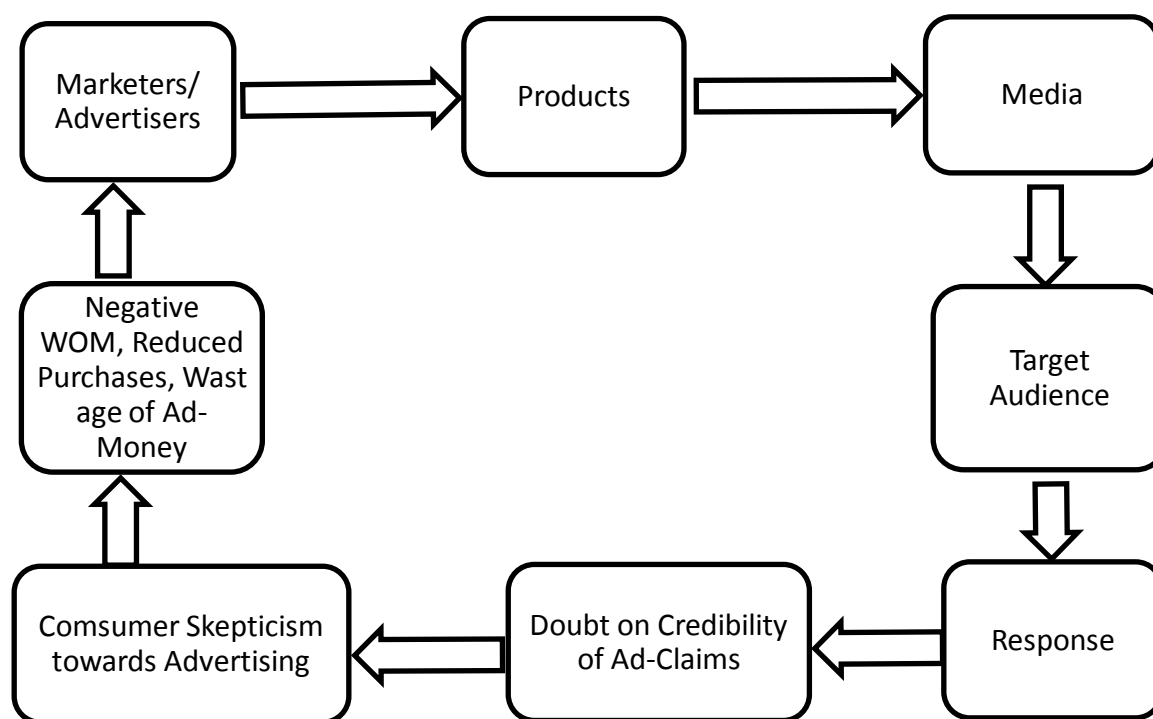 Marketers/
Advertisers
Products
Media
Target
Audience
Response
Doubt on Credibility
of Ad-Claims
Comsumer Skepticism
towards Advertising
Negative
WOM, Reduced
Purchases, Wast
age of Ad-
Money